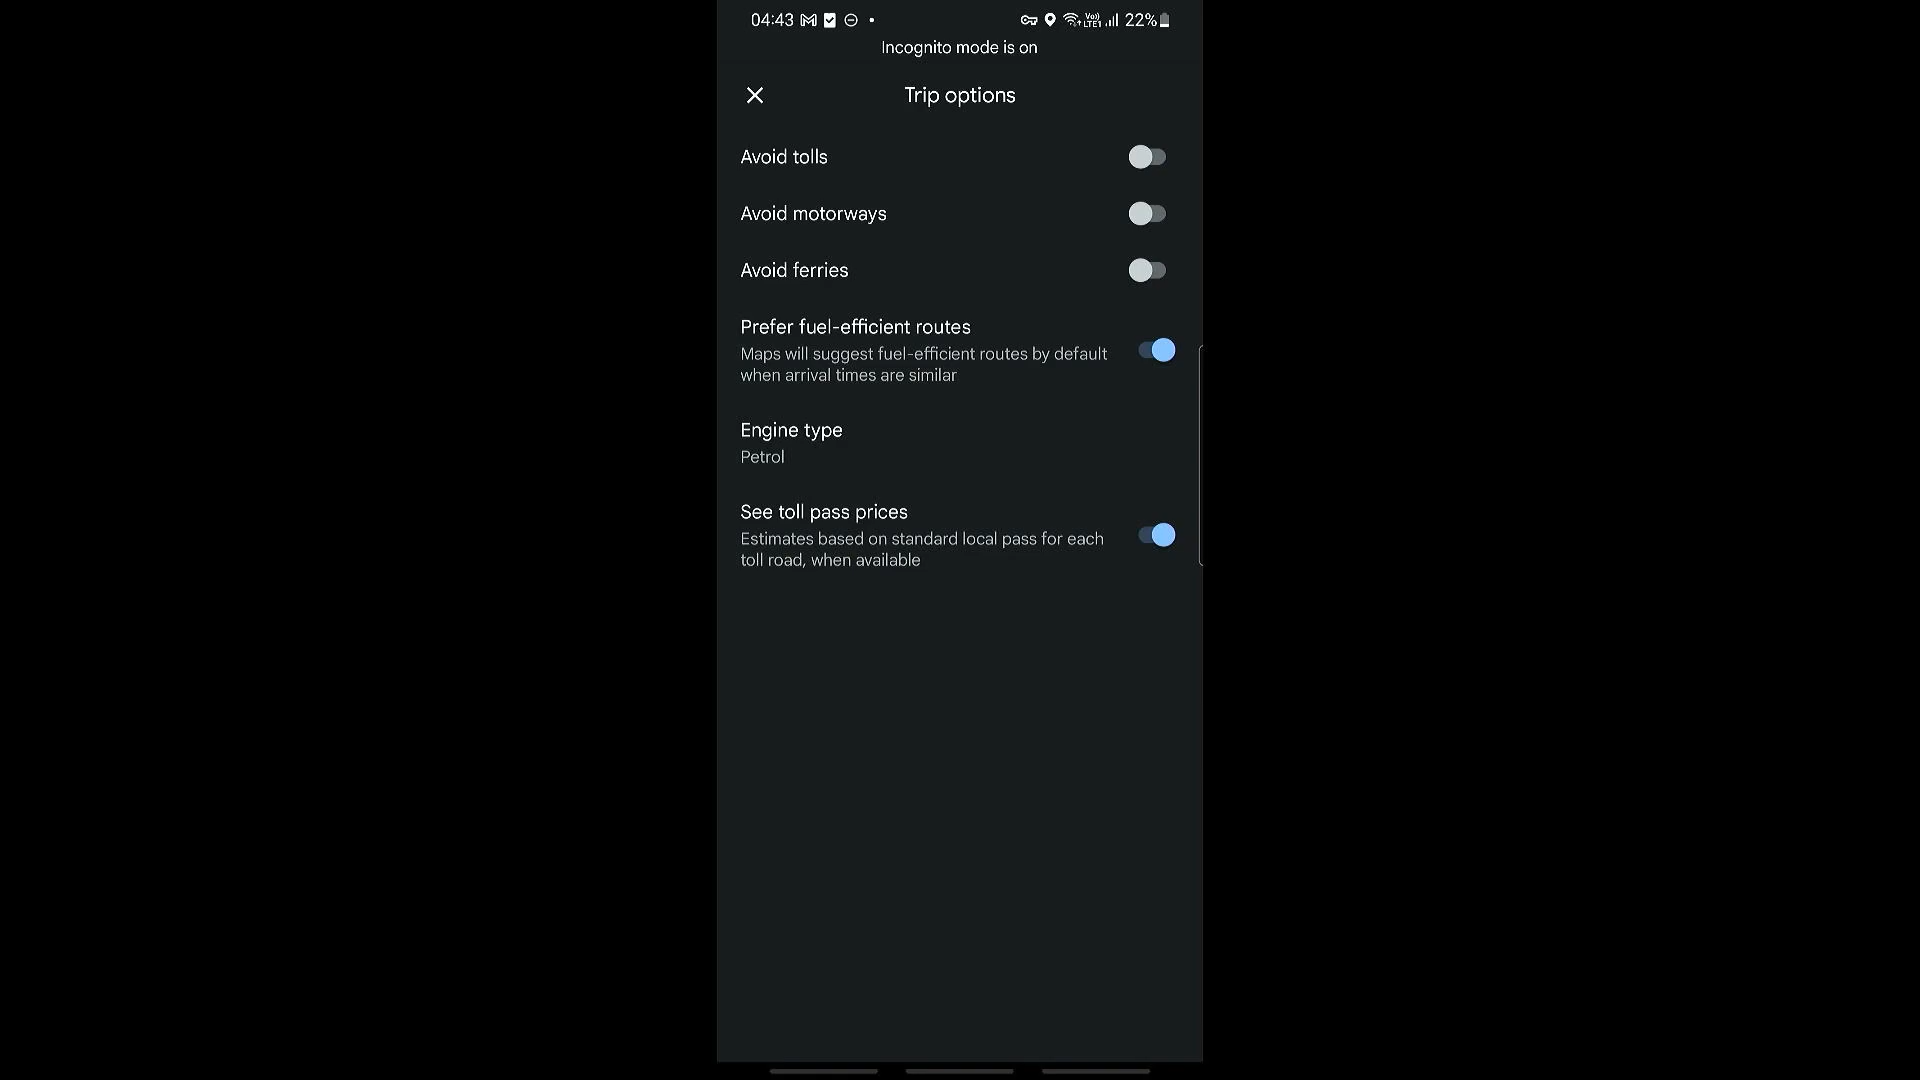 04:43 22%
Incognito mode is on
Trip options
Avoid tolls
Avoid motorways
Avoid ferries
Prefer fuel-efficient routes
Maps will suggest fuel-efficient routes by default
when arrival times are similar
Engine type
Petrol
See toll pass prices
Estimates based on standard local pass for each
toll road, when available